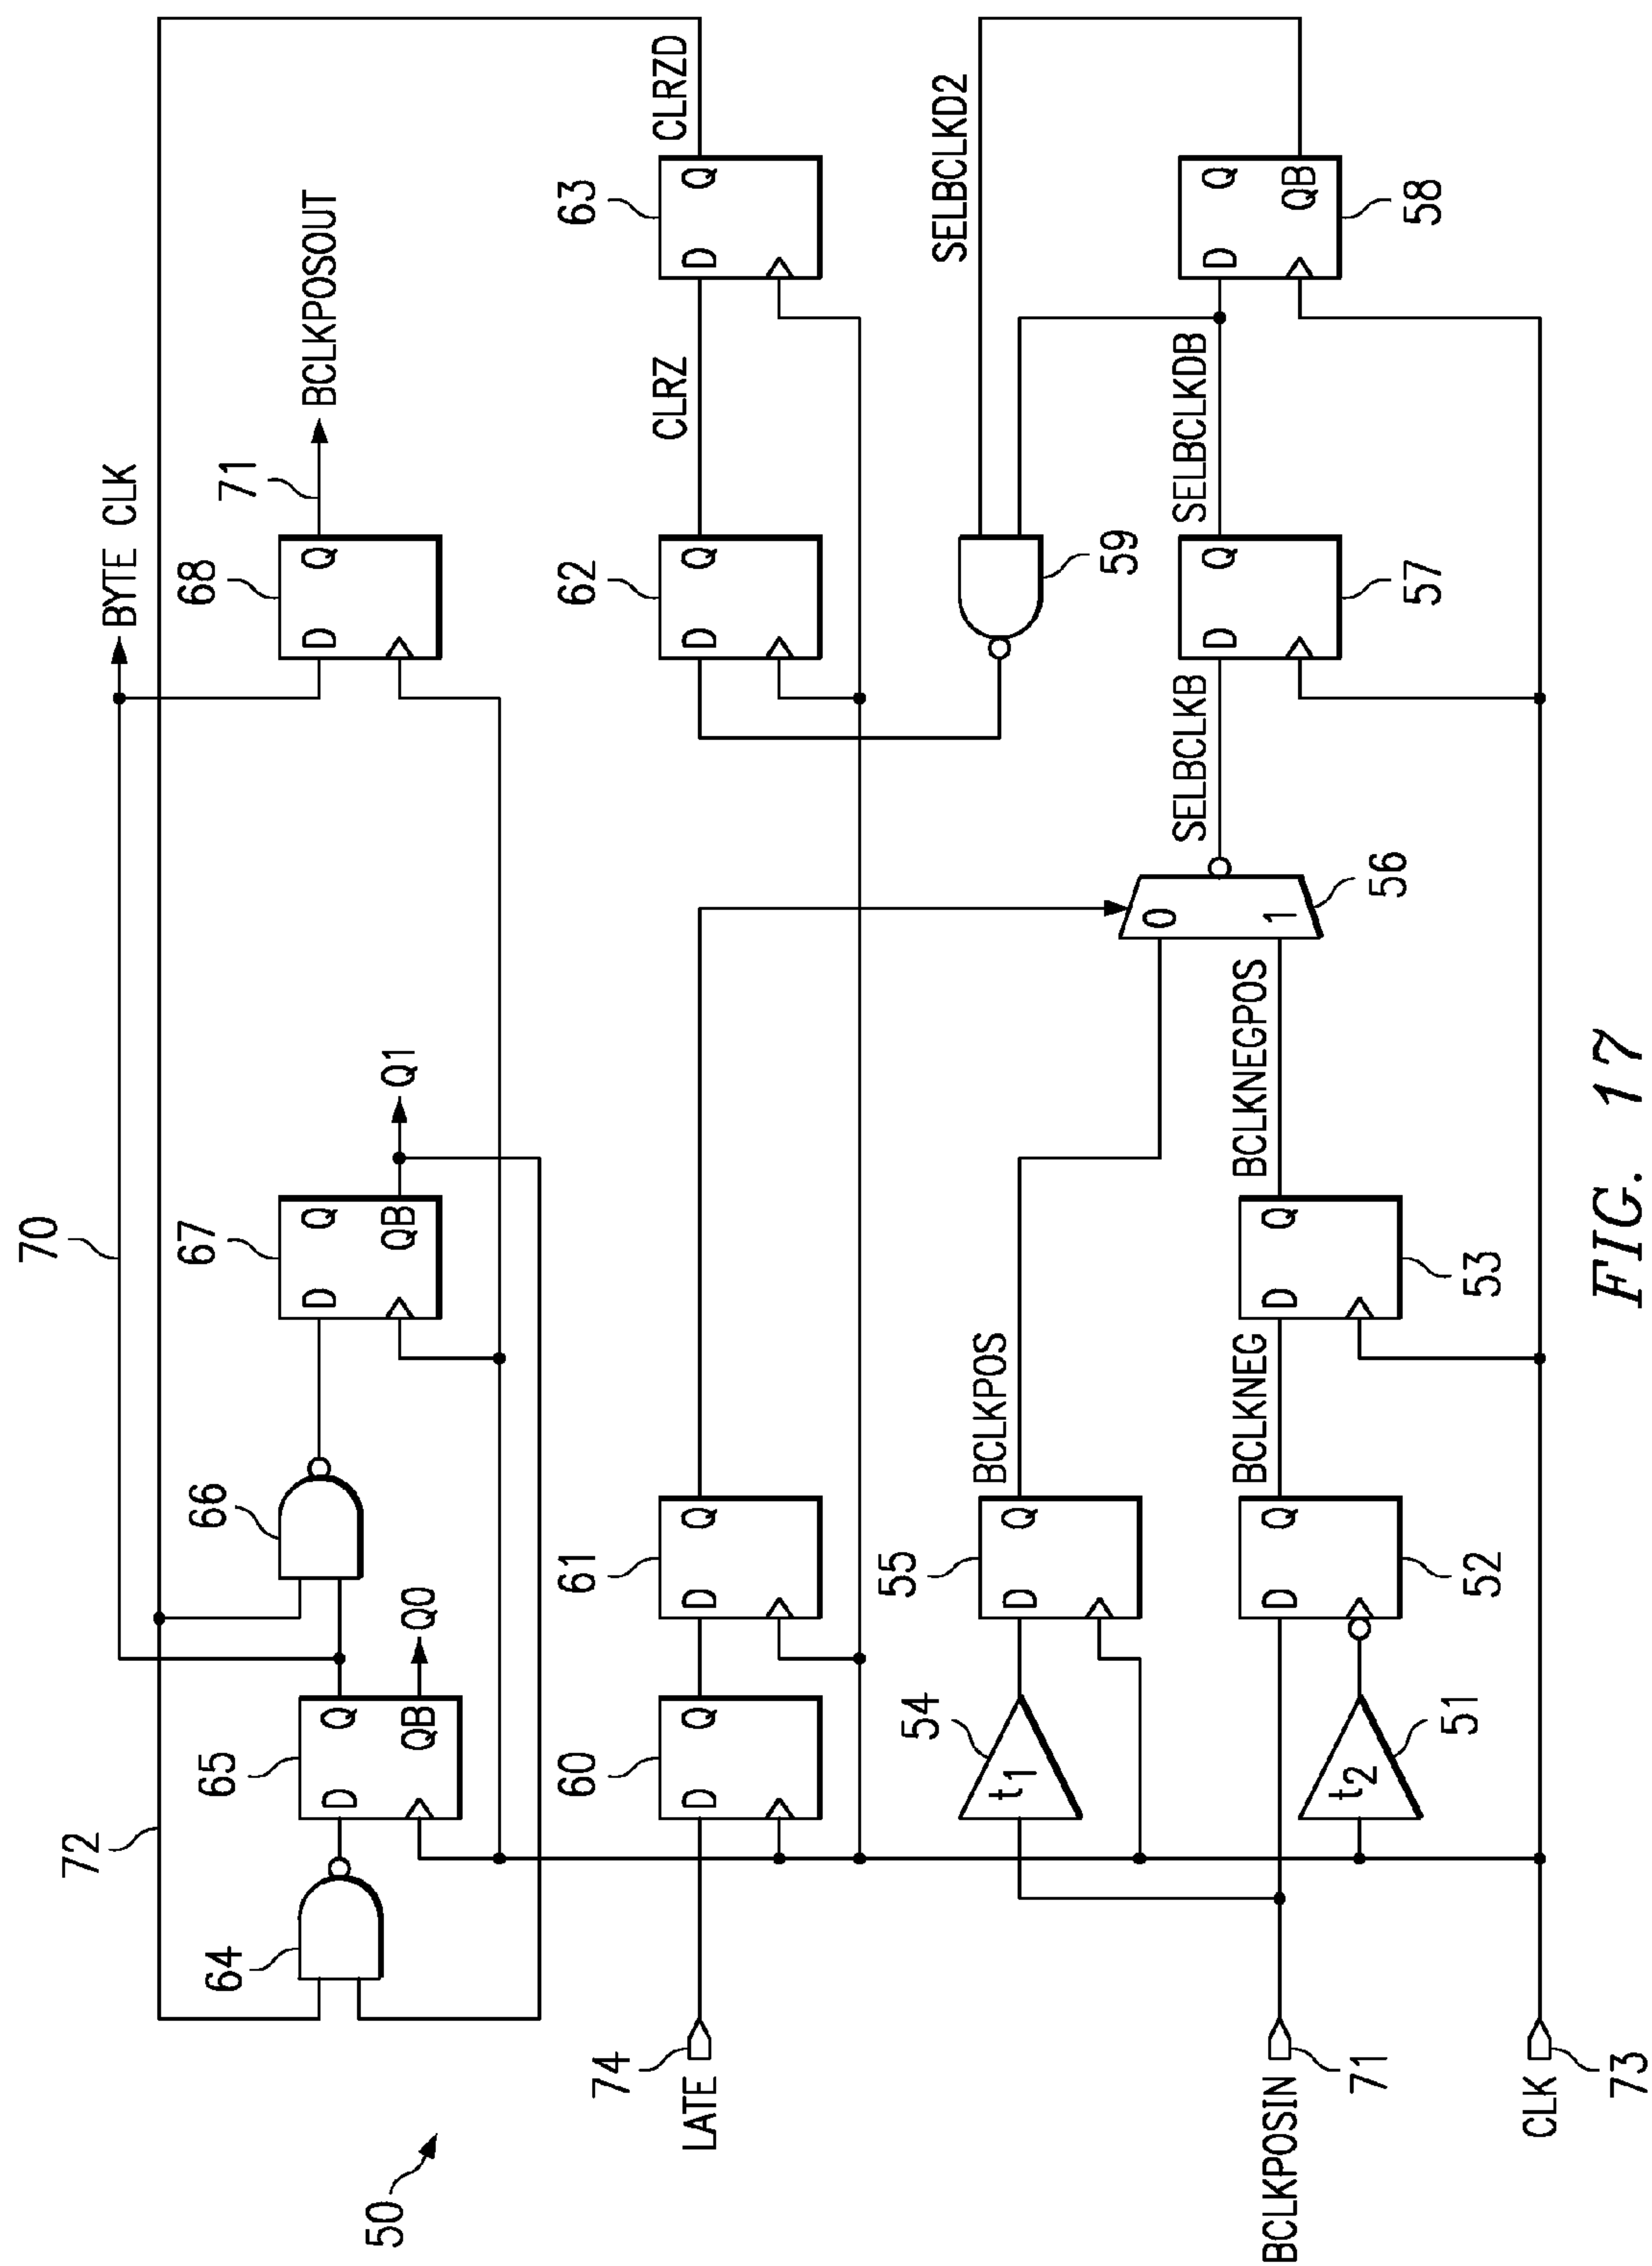 70
72
BYTE CLK
64
65
D
Q
QB
Q0
66
67
D
Q
QB
Q1
68
D
Q
71
BCLKPOSOUT
50
LATE
74
60
D
Q
61
D
Q
62
D
Q
CLRZ
63
D
Q
CLRZD
54
t1
55
D
Q
BCLKPOS
59
SELBCLKD2
BCLKPOSIN
71
51
t2
52
D
Q
BCLKNEG
53
D
Q
BCLKNEGPOS
0
1
56
SELBCLKB
57
D
Q
SELBCLKDB
58
D
Q
QB
CLK
73
FIG. 17